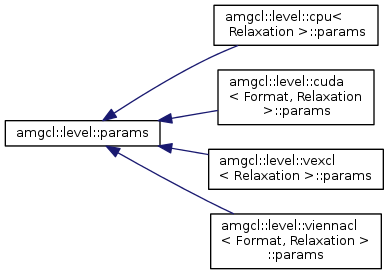 amgcl::level::params
amgcl::level::cpu<
Relaxation >::params
amgcl::level::cuda
< Format, Relaxation
>::params
amgcl::level::vexcl
< Relaxation >::params
amgcl::level::viennacl
< Format, Relaxation >
::params